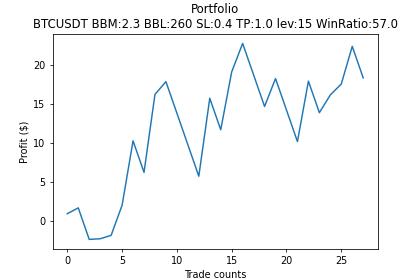 Portfolio
BTCUSDT BBM:2.3 BBL:260 SL:0.4 TP:1.0 lev:15 WinRatio:57.0
Profit ($)
20
15
10
5
0
0 5 10 15 20 25
Trade counts